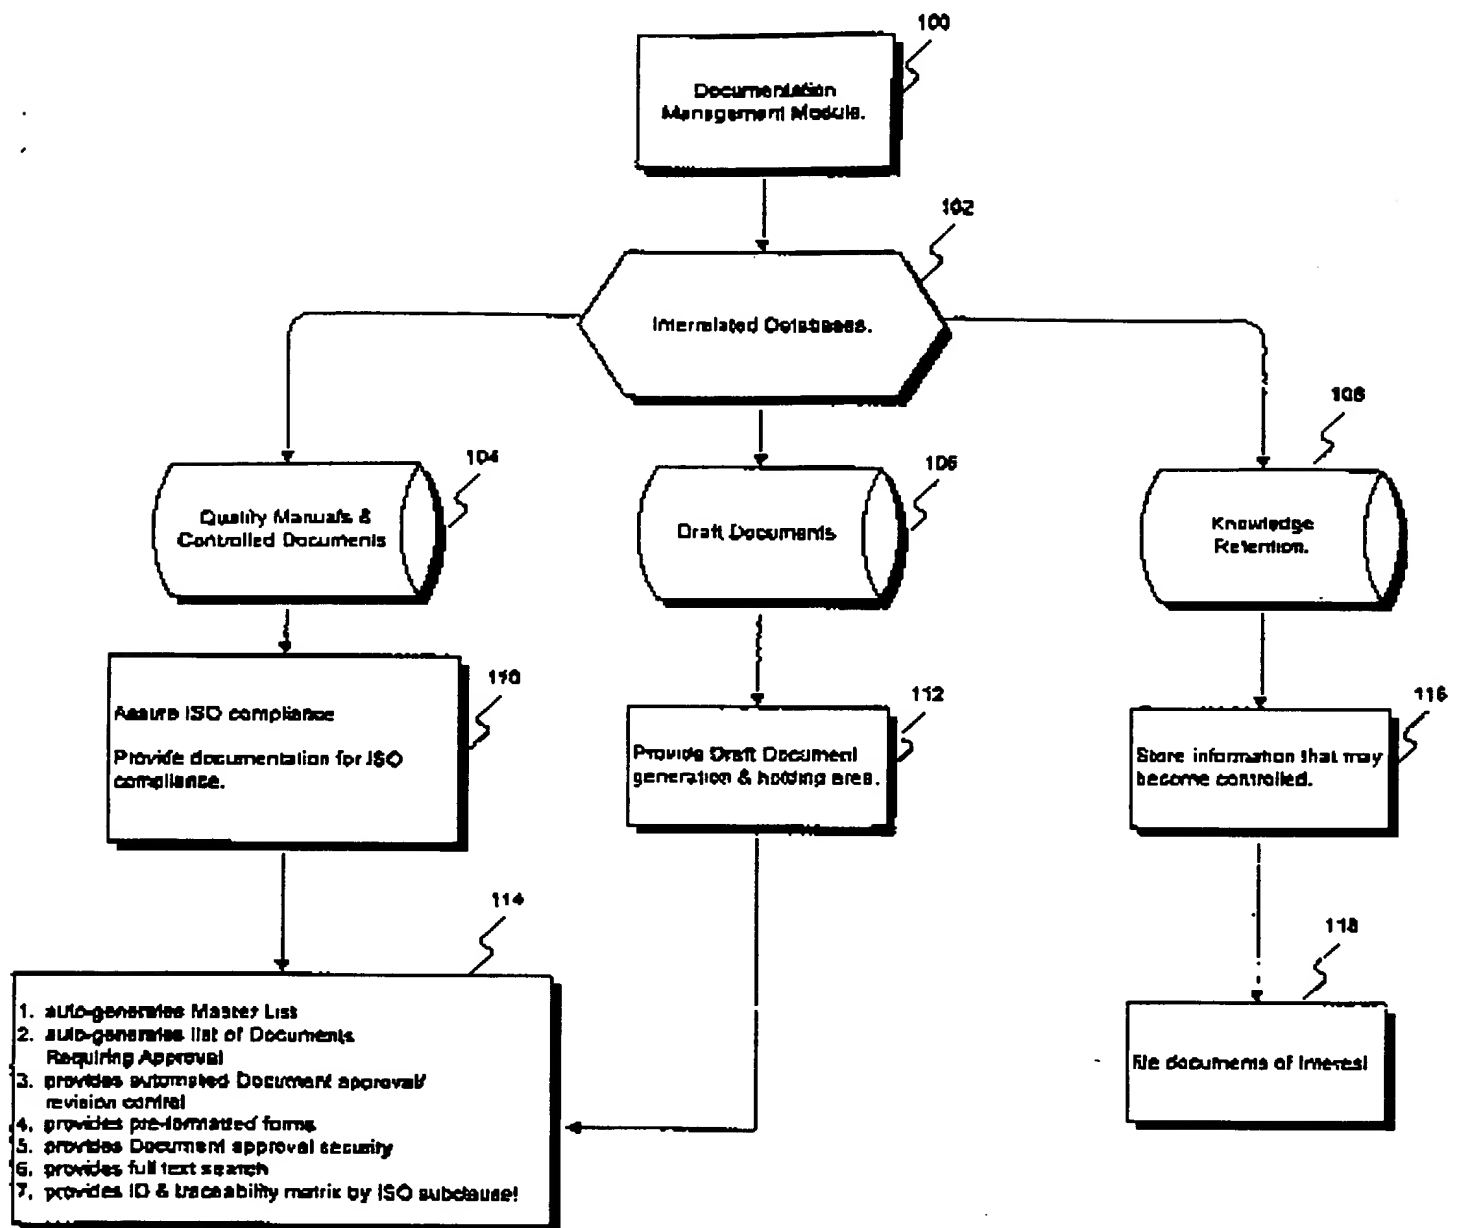 100
Documentation
Management Module.
102
Interrelated Databases.
104
Quality Manuals &
Controlled Documents
106
Draft Documents
108
Knowledge
Retention.
110
Assure ISO compliance
Provide documentation for ISO
compliance.
112
Provide Draft Document
generation & holding area.
116
Store information that may
become controlled.
114
1. auto-generates Master List
2. auto-generates list of Documents
Requiring Approval
3. provides automated Document approval/
revision control
4. provides pre-formatted forms
5. provides Document approval security
6. provides full text search
7. provides ID & traceability matrix by ISO subclause!
118
file documents of interest